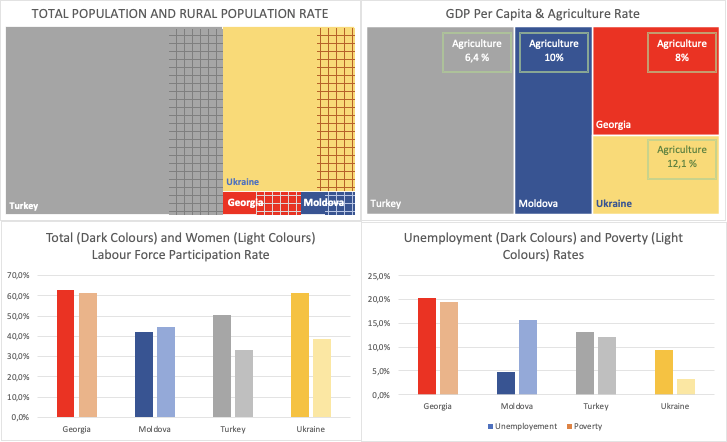 TOTAL POPULATION AND RURAL POPULATION RATE
Turkey
Ukraine
Georgia
Moldova
GDP Per Capita & Agriculture Rate
Agriculture
6,4 %
Agriculture
10%
Agriculture
8%
Georgia
Agriculture
12,1 %
Turkey
Moldova
Ukraine
Total (Dark Colours) and Women (Light Colours)
Labour Force Participation Rate
70,0%
60,0%
50,0%
40,0%
30,0%
20,0%
10,0%
0,0%
Georgia
Moldova
Turkey
Ukraine
Unemployment (Dark Colours) and Poverty (Light
Colours) Rates
25,0%
20,0%
15,0%
10,0%
5,0%
0,0%
Georgia
Moldova
Turkey
Ukraine
Unemployement
Poverty